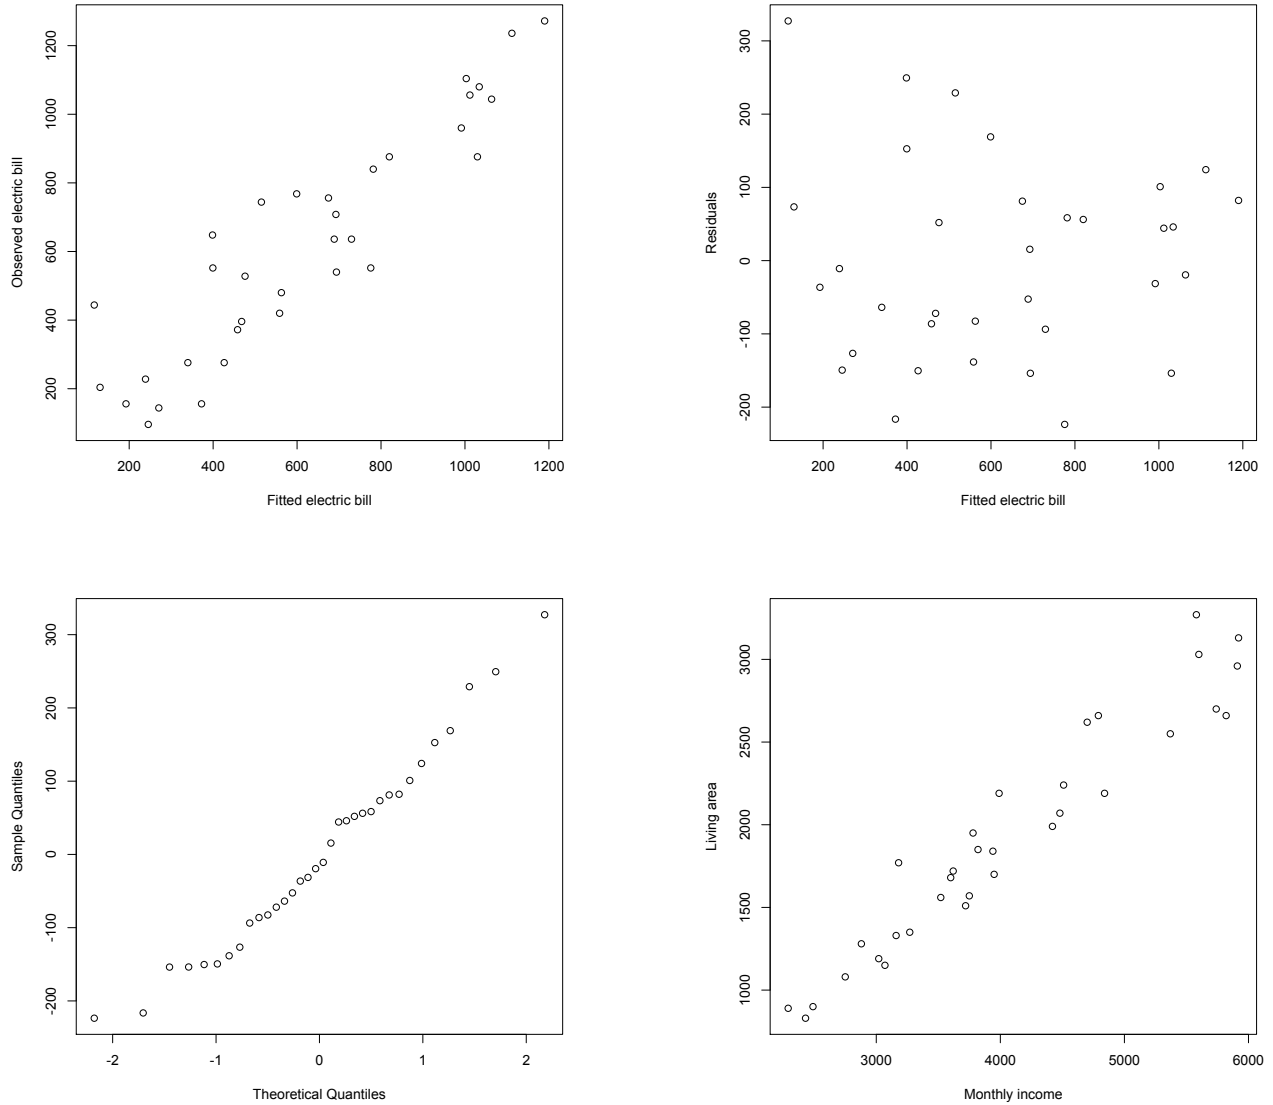 Observed electric bill
1200
1000
800
600
400
200
200 400 600 800 1000 1200
Fitted electric bill
Residuals
300
200
100
0
-100
-200
200 400 600 800 1000 1200
Fitted electric bill
Sample Quantiles
300
200
100
0
-100
-200
-2 -1 0 1 2
Theoretical Quantiles
Living area
3000
2500
2000
1500
1000
3000 4000 5000 6000
Monthly income